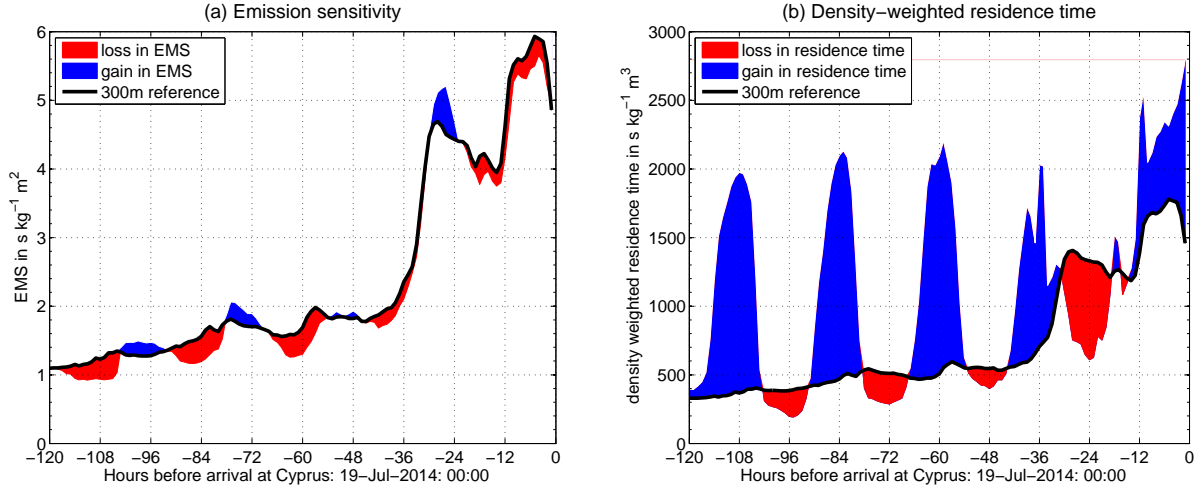 (a) Emission sensitivity
6
5
4
3
2
1
0
EMS in s kg⁻¹ m²
loss in EMS
gain in EMS
300m reference
−120 −108 −96 −84 −72 −60 −48 −36 −24 −12 0
Hours before arrival at Cyprus: 19−Jul−2014: 00:00
(b) Density−weighted residence time
3000
2500
2000
1500
1000
500
0
density weighted residence time in s kg⁻¹ m³
loss in residence time
gain in residence time
300m reference
−120 −108 −96 −84 −72 −60 −48 −36 −24 −12 0
Hours before arrival at Cyprus: 19−Jul−2014: 00:00